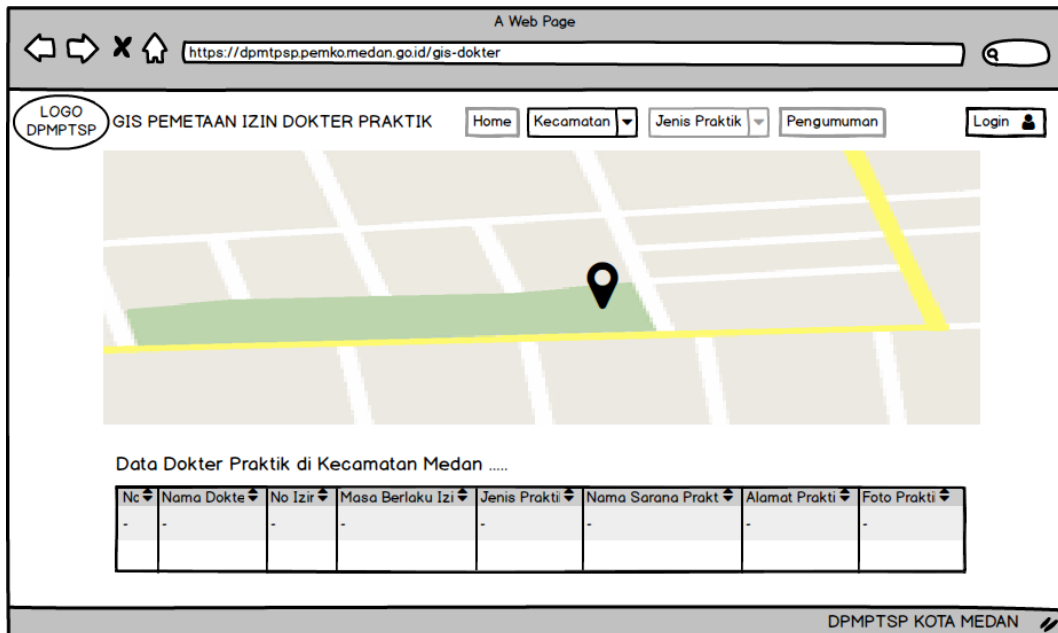 A Web Page
https://dpmtpsp.pemko.medan.go.id/gis-dokter
LOGO
DPMPTSP
GIS PEMETAAN IZIN DOKTER PRAKTIK
Home
Kecamatan
Jenis Praktik
Pengumuman
Login
Data Dokter Praktik di Kecamatan Medan .....
Nc Nama Dokte No Izir Masa Berlaku Izi Jenis Prakti Nama Sarana Prakt Alamat Prakti Foto Prakti
- - - - - - - -
DPMPTSP KOTA MEDAN